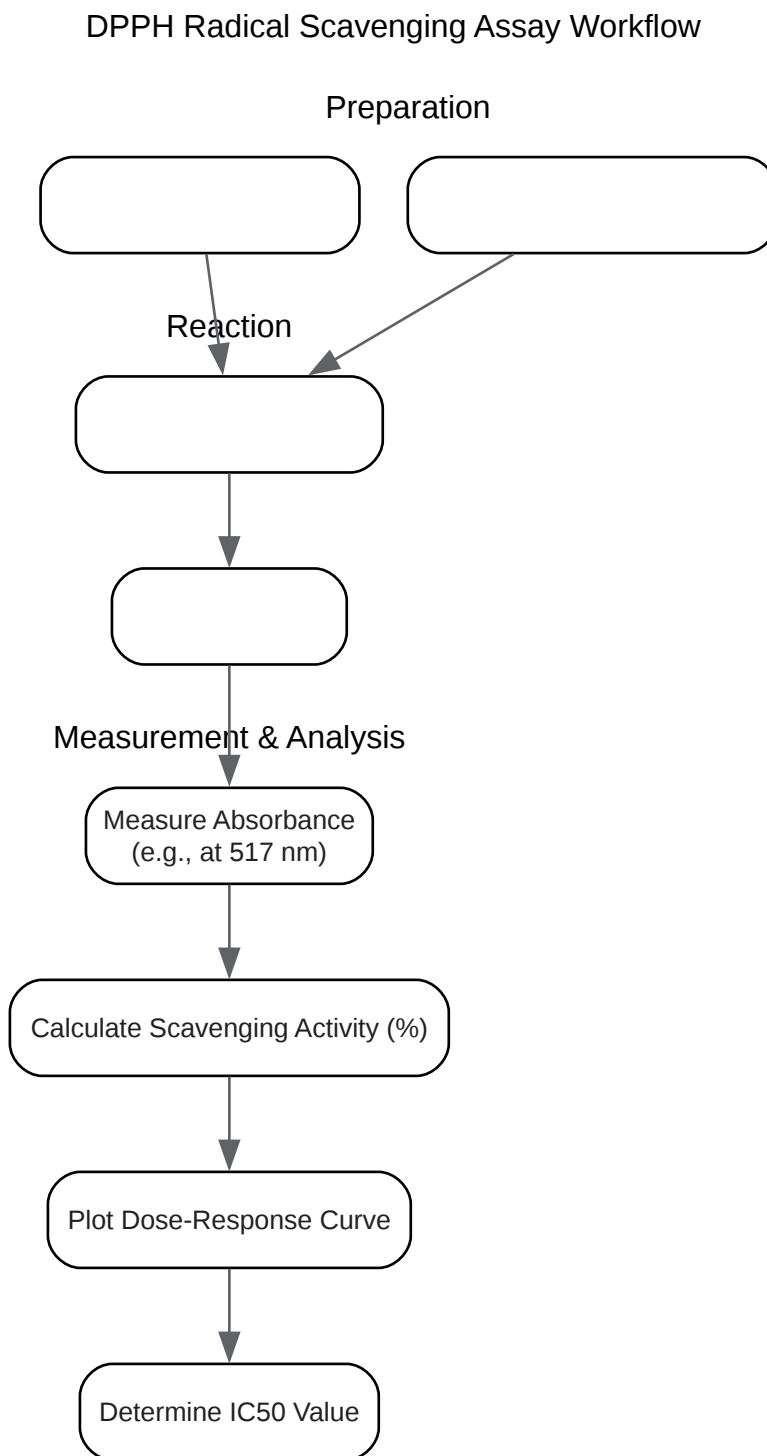 DPPH Radical Scavenging Assay Workflow
Preparation
Reaction
Measurement & Analysis
Measure Absorbance
(e.g., at 517 nm)
Calculate Scavenging Activity (%)
Plot Dose-Response Curve
Determine IC50 Value